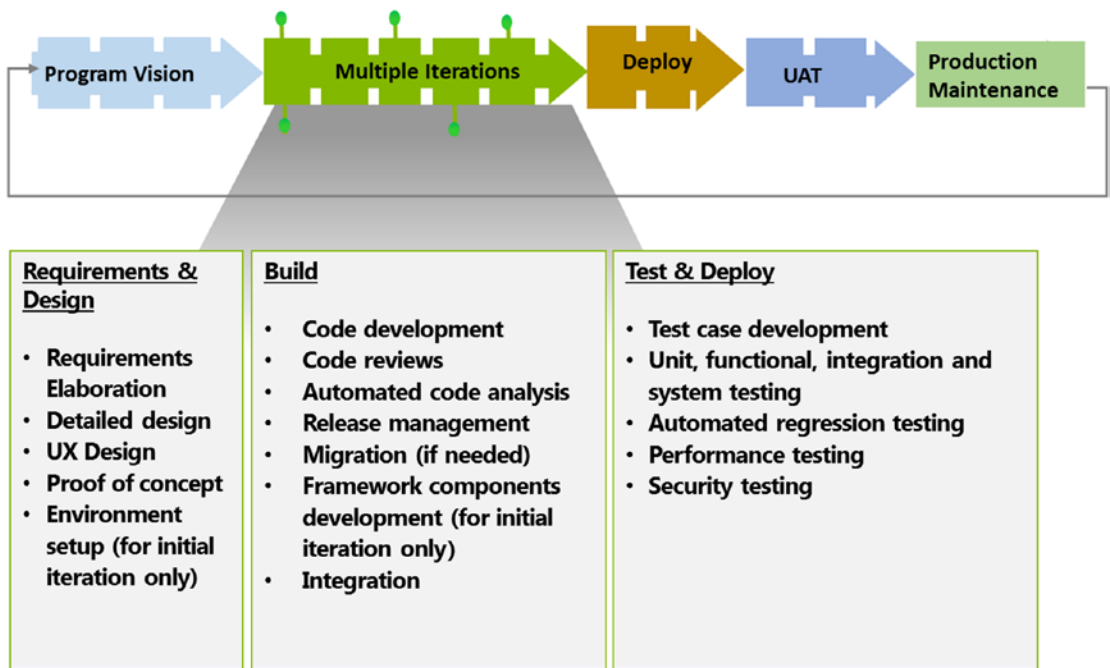 Program Vision
Multiple Iterations
Deploy
UAT
Production
Maintenance
Requirements &
Design
• Requirements
Elaboration
• Detailed design
• UX Design
• Proof of concept
• Environment
setup (for initial
iteration only)
Build
• Code development
• Code reviews
• Automated code analysis
• Release management
• Migration (if needed)
• Framework components
development (for initial
iteration only)
• Integration
Test & Deploy
• Test case development
• Unit, functional, integration and
system testing
• Automated regression testing
• Performance testing
• Security testing